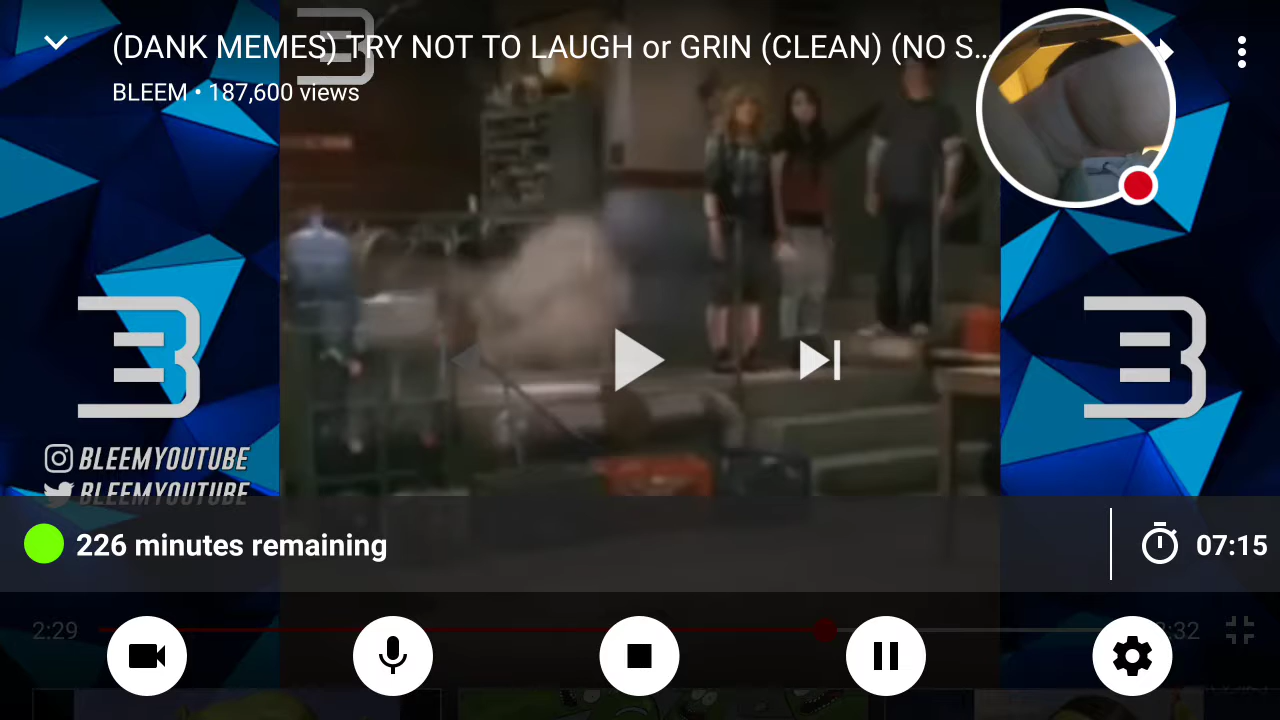 (DANK MEMES) TRY NOT TO LAUGH or GRIN (CLEAN) (NO S...
BLEEM • 187,600 views
BLEEMYOUTUBE
BLEEMYOUTUBE
226 minutes remaining
07:15
2:29
:32